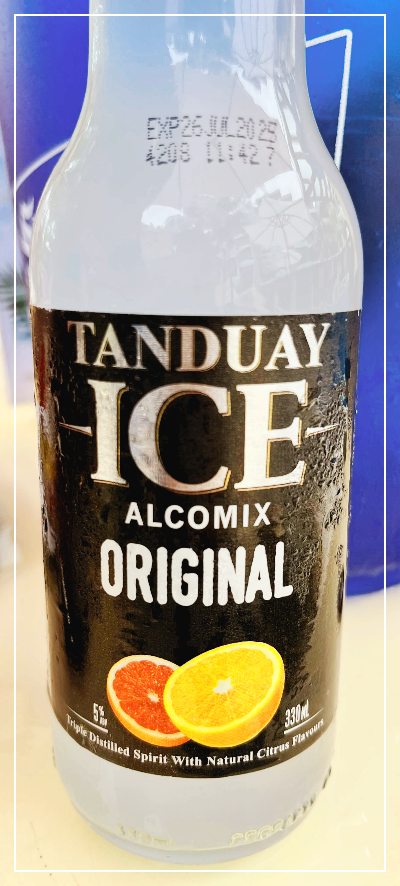 EXP26JUL2025
4208 11:42 7
TANDUAY
ICE
ALCOMIX
ORIGINAL
5%
330mL
Triple Distilled Spirit With Natural Citrus Flavours